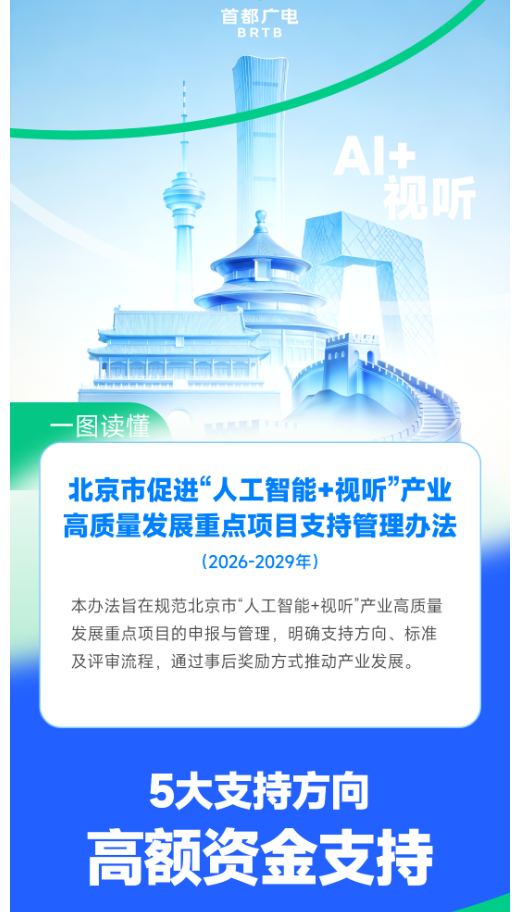 首都广电
BRTB
AI+
视听
一图读懂
北京市促进“人工智能+视听”产业
高质量发展重点项目支持管理办法
（2026-2029年）
本办法旨在规范北京市“人工智能+视听”产业高质量
发展重点项目的申报与管理，明确支持方向、标准
及评审流程，通过事后奖励方式推动产业发展。
5大支持方向
高额资金支持